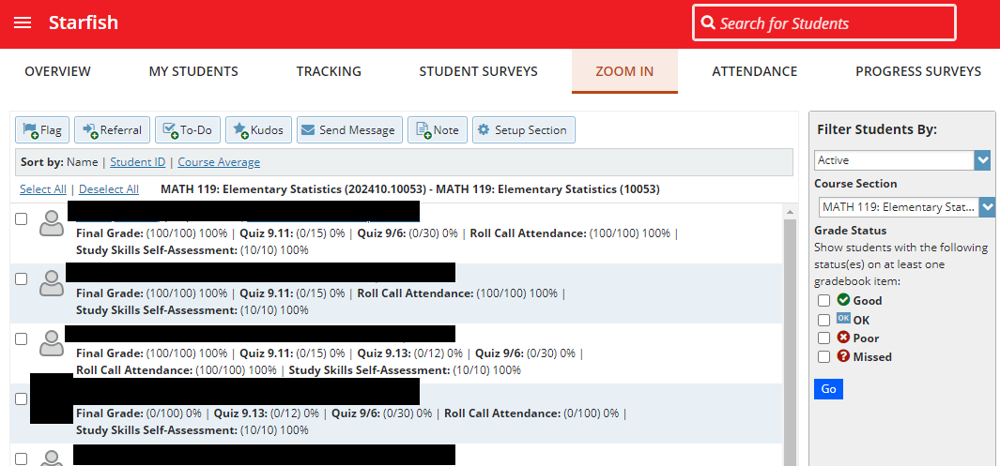 Starfish
Search for Students
OVERVIEW MY STUDENTS TRACKING STUDENT SURVEYS ZOOM IN ATTENDANCE PROGRESS SURVEYS
Flag Referral To-Do Kudos Send Message Note Setup Section
Sort by: Name | Student ID | Course Average
Select All | Deselect All MATH 119: Elementary Statistics (202410.10053) - MATH 119: Elementary Statistics (10053)
Final Grade: (100/100) 100% | Quiz 9.11: (0/15) 0% | Quiz 9/6: (0/30) 0% | Roll Call Attendance: (100/100) 100% |
Study Skills Self-Assessment: (10/10) 100%
Final Grade: (100/100) 100% | Quiz 9.11: (0/15) 0% | Roll Call Attendance: (100/100) 100% |
Study Skills Self-Assessment: (10/10) 100%
Final Grade: (100/100) 100% | Quiz 9.11: (0/15) 0% | Quiz 9.13: (0/12) 0% | Quiz 9/6: (0/30) 0% |
Roll Call Attendance: (100/100) 100% | Study Skills Self-Assessment: (10/10) 100%
Final Grade: (0/100) 0% | Quiz 9.13: (0/12) 0% | Quiz 9/6: (0/30) 0% | Roll Call Attendance: (0/100) 0% |
Study Skills Self-Assessment: (10/10) 100%
Filter Students By:
Active
Course Section
MATH 119: Elementary Stat...
Grade Status
Show students with the following
status(es) on at least one
gradebook item:
Good
OK OK
Poor
Missed
Go